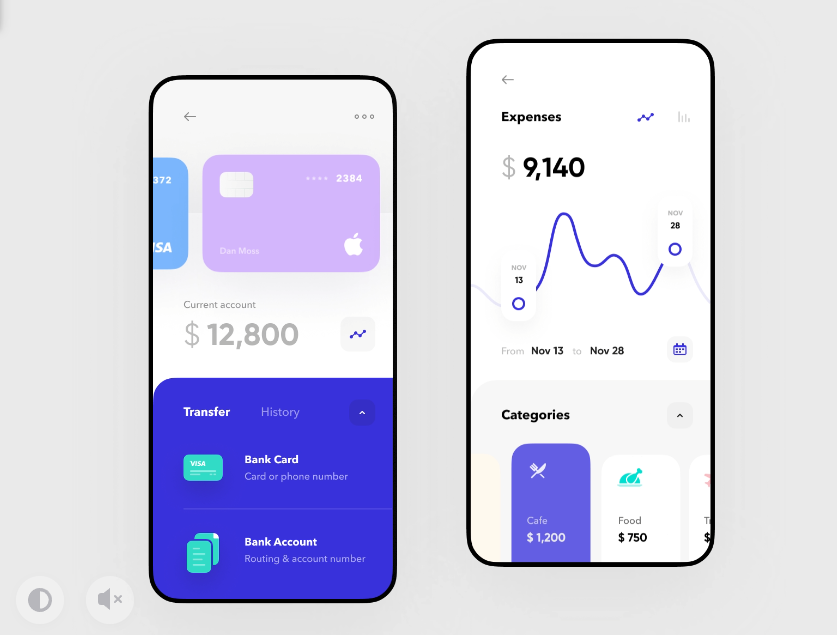 372
VISA
•••• 2384
Dan Moss
Current account
$ 12,800
Transfer
History
VISA
Bank Card
Card or phone number
Bank Account
Routing & account number
Expenses
$ 9,140
NOV
28
NOV
13
From Nov 13 to Nov 28
Categories
Cafe
$ 1,200
Food
$ 750
$